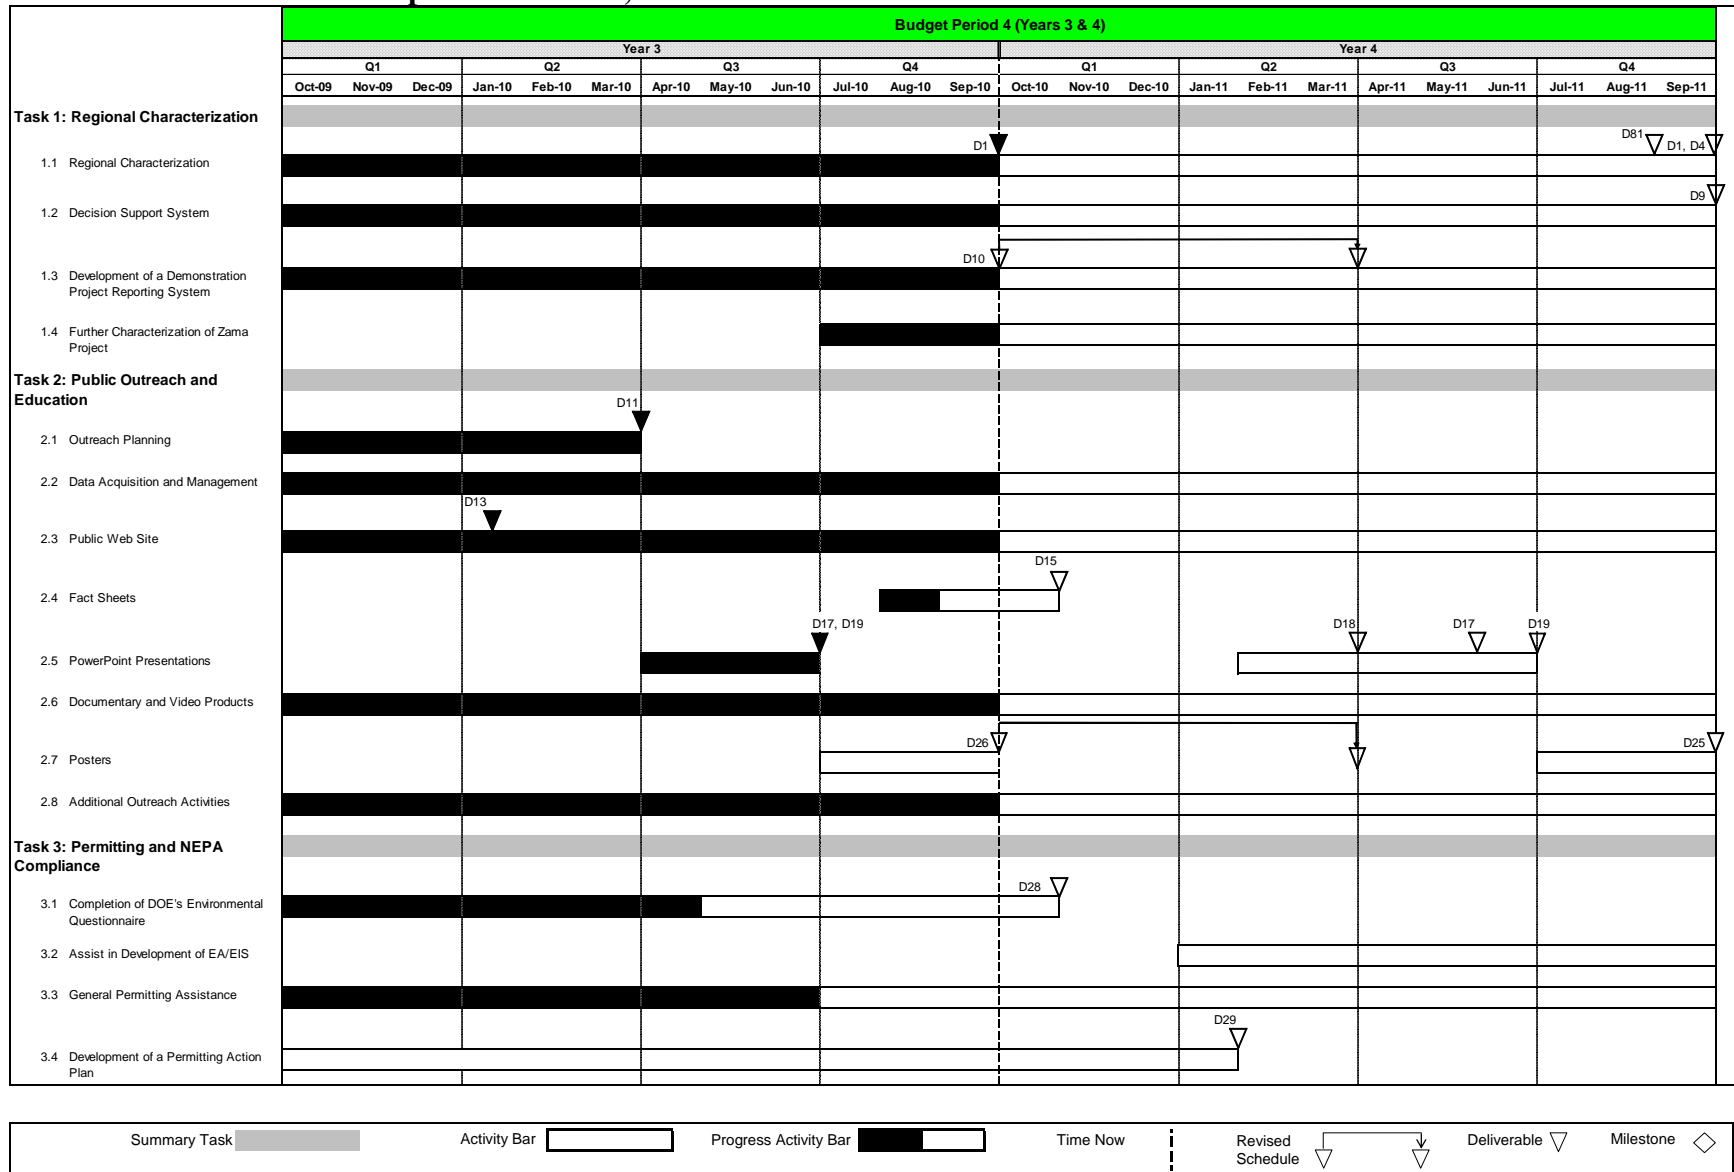 Budget Period 4 (Years 3 & 4)
Year 3 Year 4
Q1 Q2 Q3 Q4 Q1 Q2 Q3 Q4
Oct-09 Nov-09 Dec-09 Jan-10 Feb-10 Mar-10 Apr-10 May-10 Jun-10 Jul-10 Aug-10 Sep-10 Oct-10 Nov-10 Dec-10 Jan-11 Feb-11 Mar-11 Apr-11 May-11 Jun-11 Jul-11 Aug-11 Sep-11
Task 1: Regional Characterization
D81
D1 D1, D4
1.1 Regional Characterization
D9
1.2 Decision Support System
D10
1.3 Development of a Demonstration
Project Reporting System
1.4 Further Characterization of Zama
Project
Task 2: Public Outreach and
Education
D11
2.1 Outreach Planning
2.2 Data Acquisition and Management
D13
2.3 Public Web Site
D15
2.4 Fact Sheets
D17, D19 D18 D17 D19
2.5 PowerPoint Presentations
2.6 Documentary and Video Products
D26 D25
2.7 Posters
2.8 Additional Outreach Activities
Task 3: Permitting and NEPA
Compliance
D28
3.1 Completion of DOE's Environmental
Questionnaire
3.2 Assist in Development of EA/EIS
3.3 General Permitting Assistance
D29
3.4 Development of a Permitting Action
Plan
Summary Task Activity Bar Progress Activity Bar Time Now Revised Deliverable Milestone
Schedule